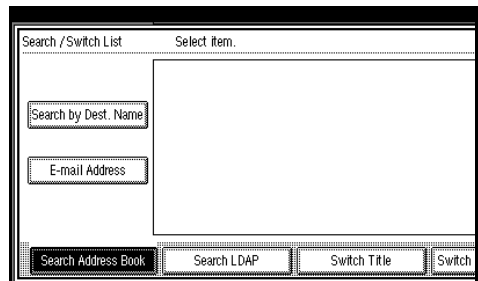 Search / Switch List Select item.
Search by Dest. Name
E-mail Address
Search Address Book Search LDAP Switch Title Switch